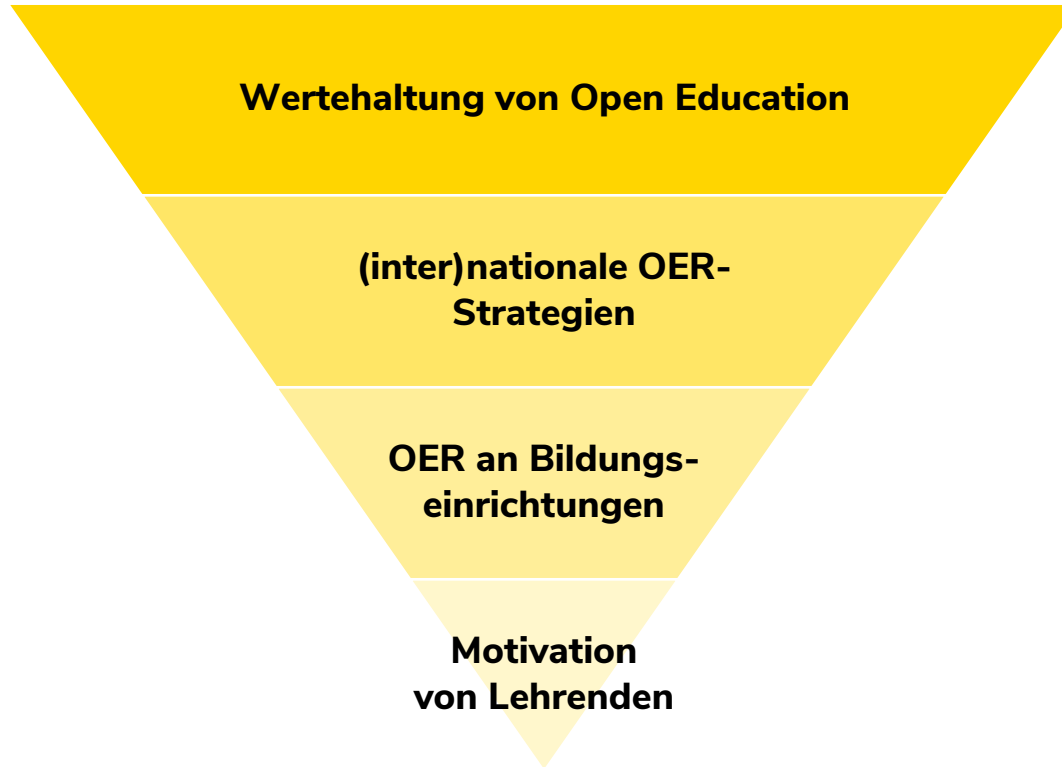 Wertehaltung von Open Education
(inter)nationale OER-
Strategien
OER an Bildungs-
einrichtungen
Motivation
von Lehrenden